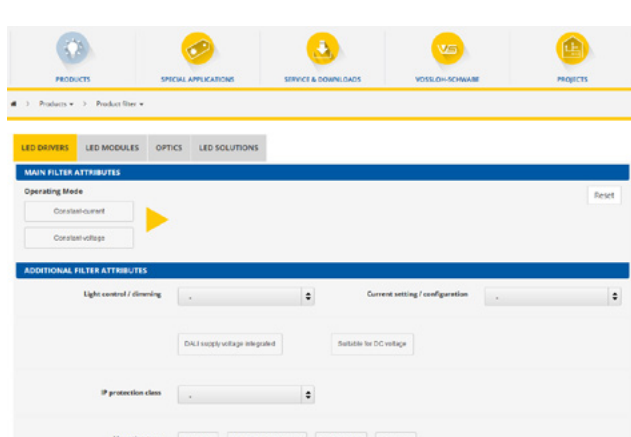 PRODUCTS
SPECIAL APPLICATIONS
SERVICE & DOWNLOADS
VS
VOSSLOH-SCHWABE
PROJECTS
> Products > Product filter
LED DRIVERS LED MODULES OPTICS LED SOLUTIONS
MAIN FILTER ATTRIBUTES
Operating Mode
Reset
Constant-current
Constant-voltage
ADDITIONAL FILTER ATTRIBUTES
Light control / dimming - Current setting / configuration -
DALI supply voltage integrated Suitable for DC voltage
IP protection class -